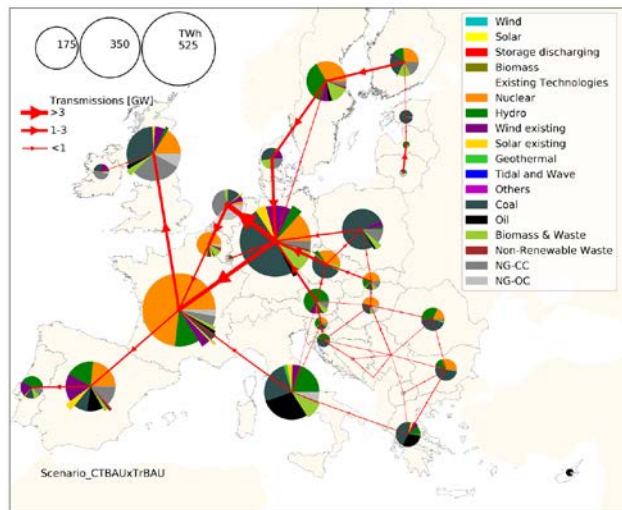 175
350
TWh
525
Transmissions [GW]
>3
1-3
<1
Wind
Solar
Storage discharging
Biomass
Existing Technologies
Nuclear
Hydro
Wind existing
Solar existing
Geothermal
Tidal and Wave
Others
Coal
Oil
Biomass & Waste
Non-Renewable Waste
NG-CC
NG-OC
Scenario_CTBAUxTrBAU